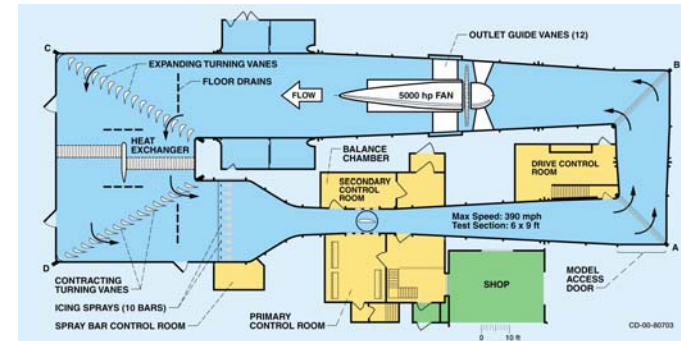 C
EXPANDING TURNING VANES
FLOOR DRAINS
OUTLET GUIDE VANES (12)
B
FLOW
5000 hp FAN
HEAT
EXCHANGER
BALANCE
CHAMBER
SECONDARY
CONTROL
ROOM
DRIVE CONTROL
ROOM
Max Speed: 390 mph
Test Section: 6 x 9 ft
D
A
CONTRACTING
TURNING VANES
ICING SPRAYS (10 BARS)
SPRAY BAR CONTROL ROOM
PRIMARY
CONTROL ROOM
SHOP
MODEL
ACCESS
DOOR
0 10 ft
CD-00-80703